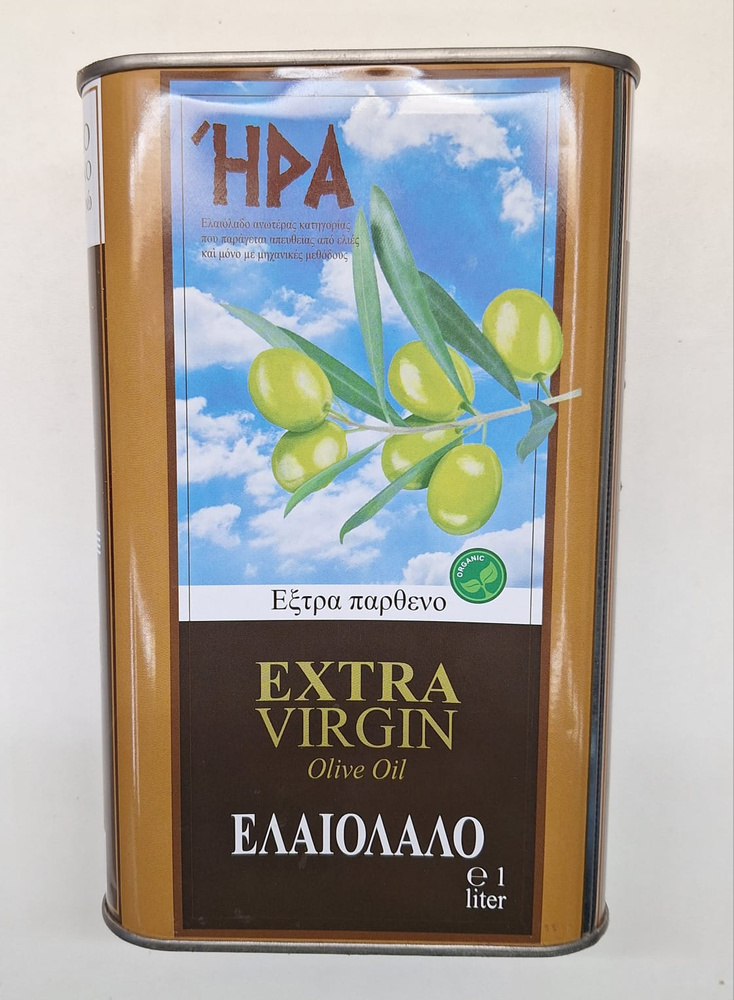 ΉΡΑ
Ελαιόλαδο ανωτέρας κατηγορίας
που παράγεται απευθείας από ελιές
και μόνο με μηχανικές μεθόδους
ORGANIC
Εξτρα παρθενο
EXTRA
VIRGIN
Olive Oil
ΕΛΑΙΟΛΑΛΟ
℮ 1
liter